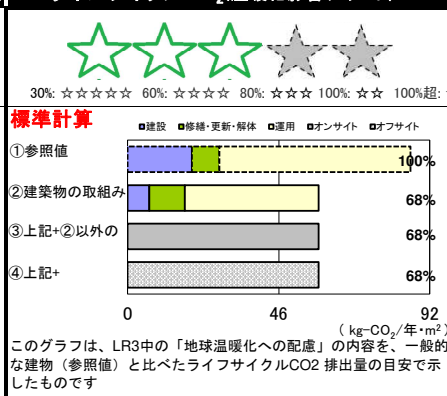 30%: ☆☆☆☆☆ 60%: ☆☆☆☆ 80%: ☆☆☆ 100%: ☆☆ 100%超:
標準計算
■建設 ■修繕・更新・解体 □運用 ■オンサイト □オフサイト
①参照値 100%
②建築物の取組み 68%
③上記+②以外の 68%
④上記+ 68%
0 46 92
( kg-CO₂/年・m²)
このグラフは、LR3中の「地球温暖化への配慮」の内容を、一般的
な建物（参照値）と比べたライフサイクルCO2 排出量の目安で示
したものです